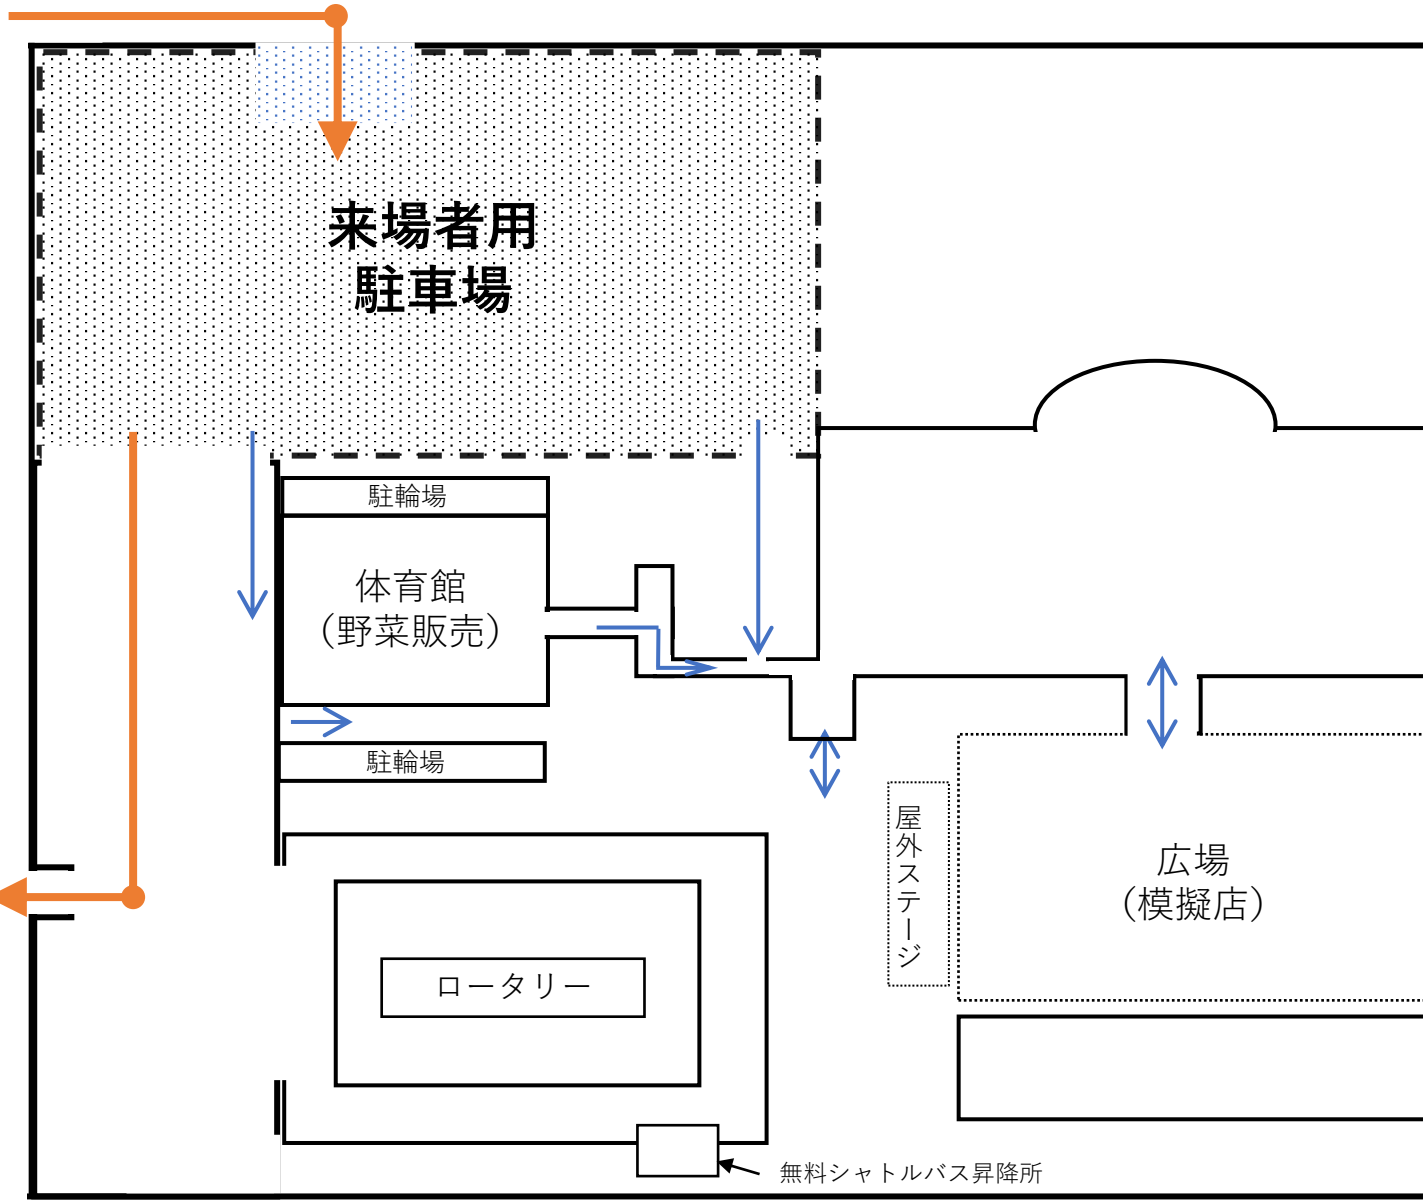 来場者用
駐車場
駐輪場
体育館
（野菜販売）
駐輪場
屋外ステージ
広場
（模擬店）
ロータリー
無料シャトルバス昇降所